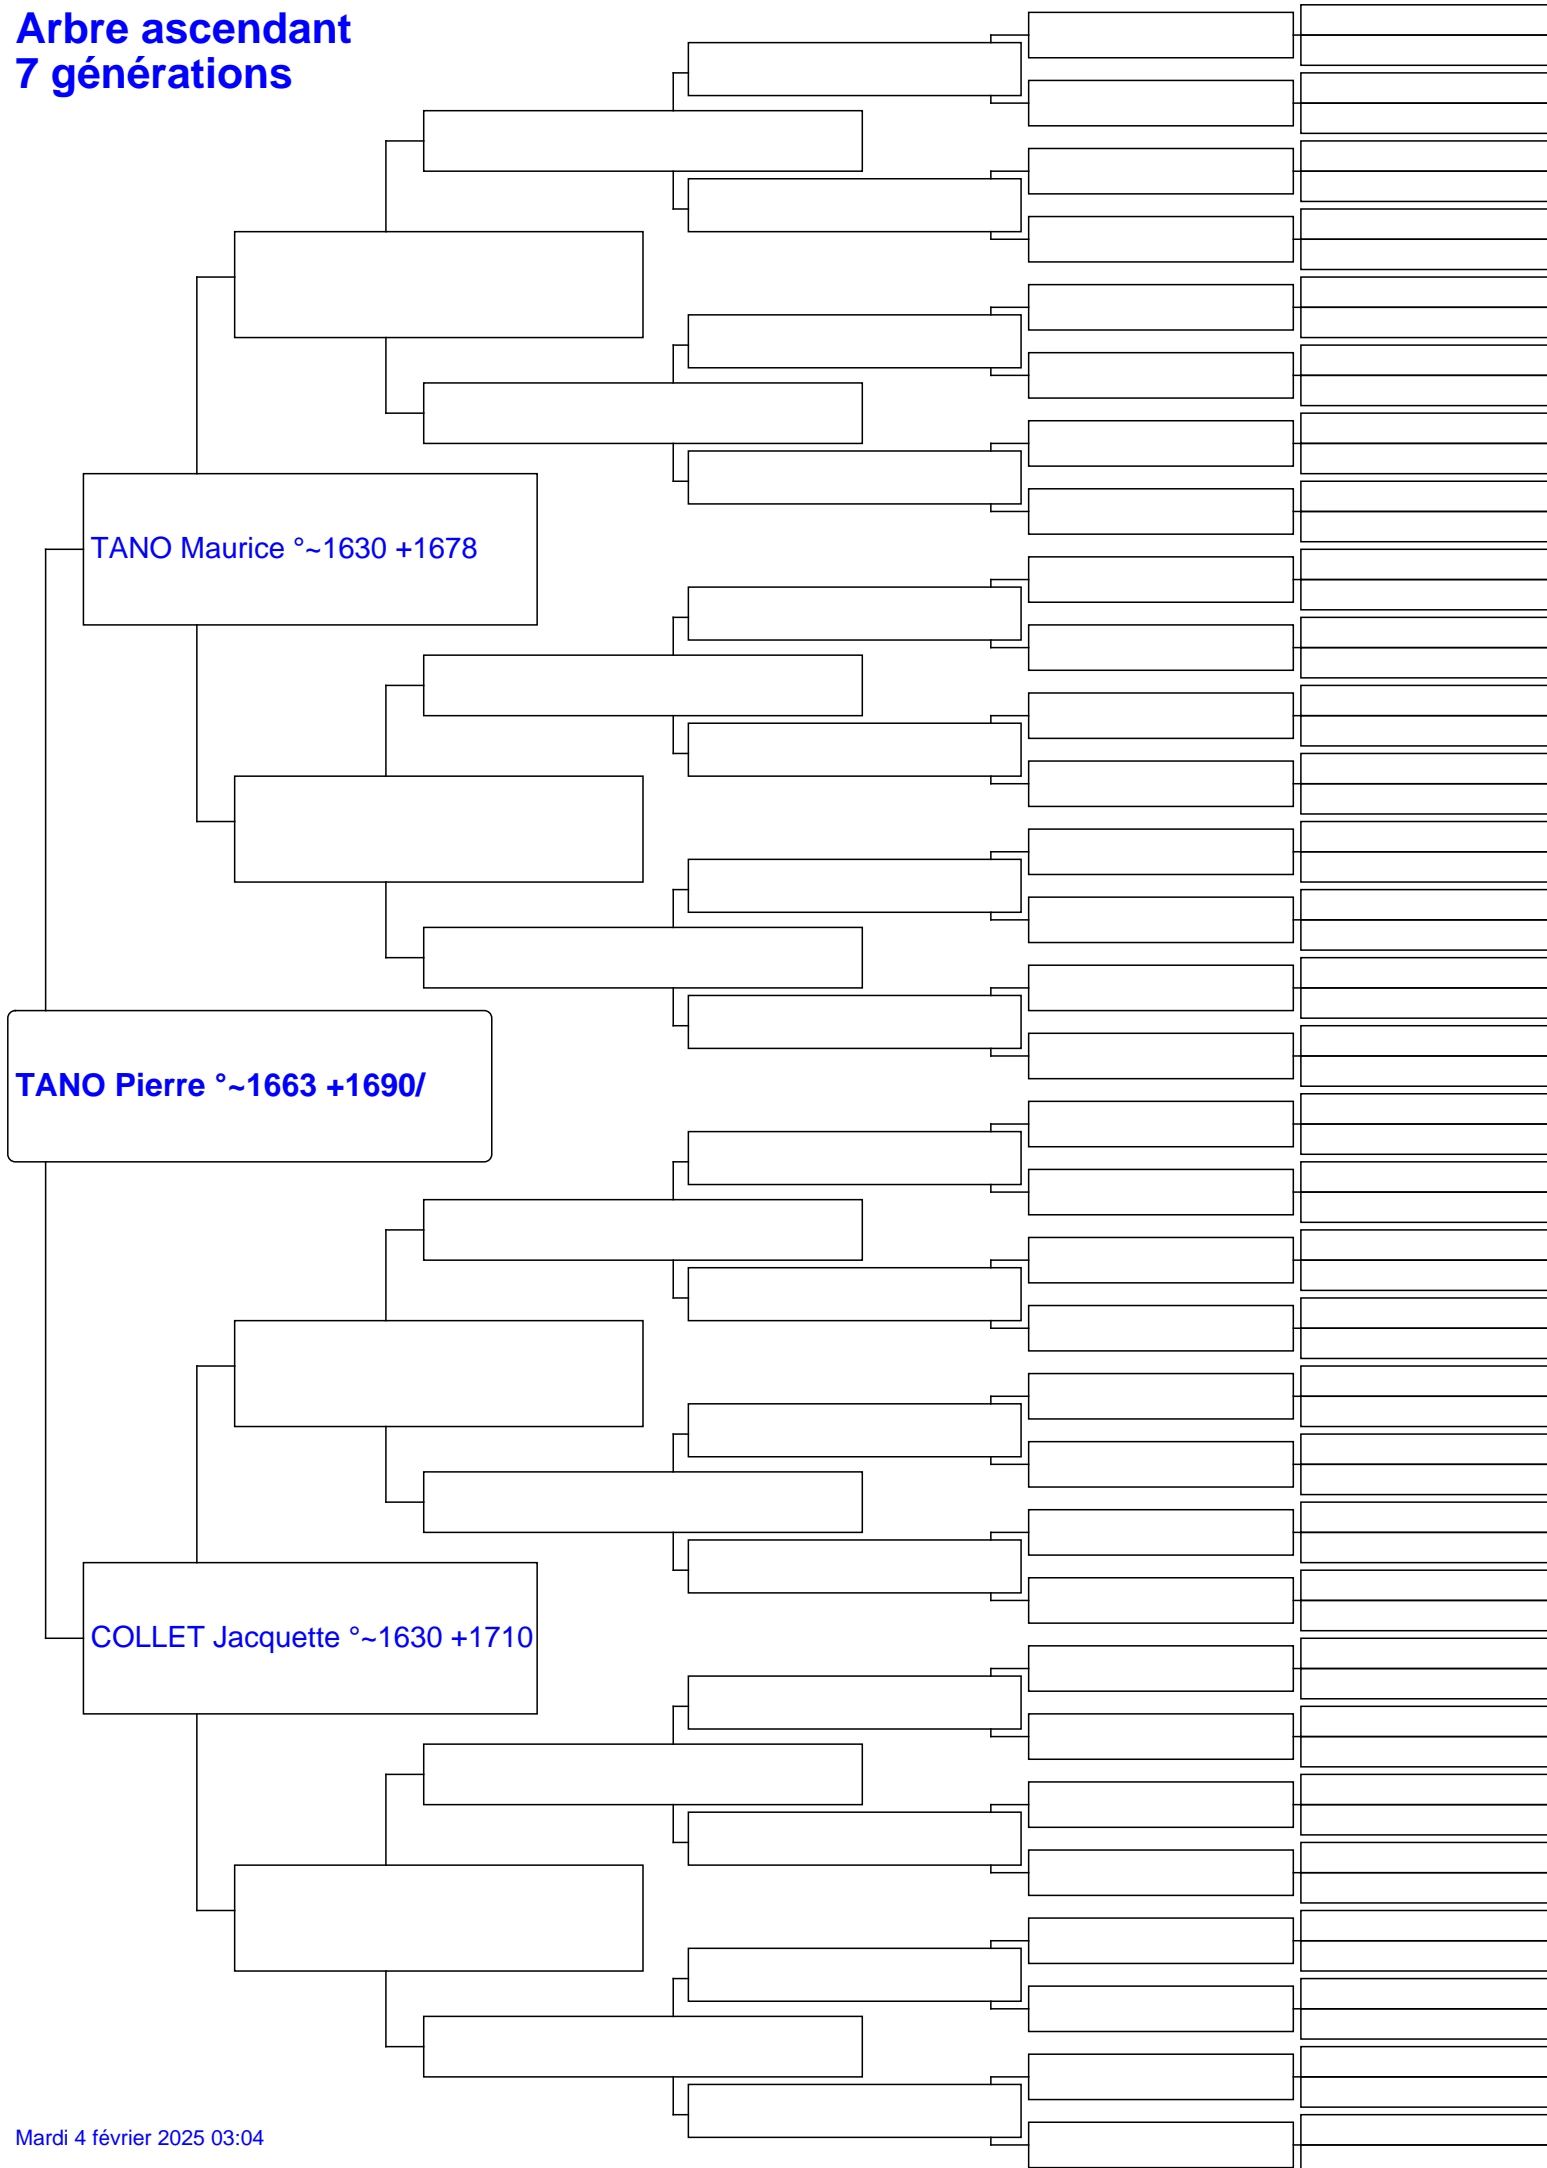 Arbre ascendant
7 générations
TANO Maurice °~1630 +1678
TANO Pierre °~1663 +1690/
COLLET Jacquette °~1630 +1710
Mardi 4 février 2025 03:04